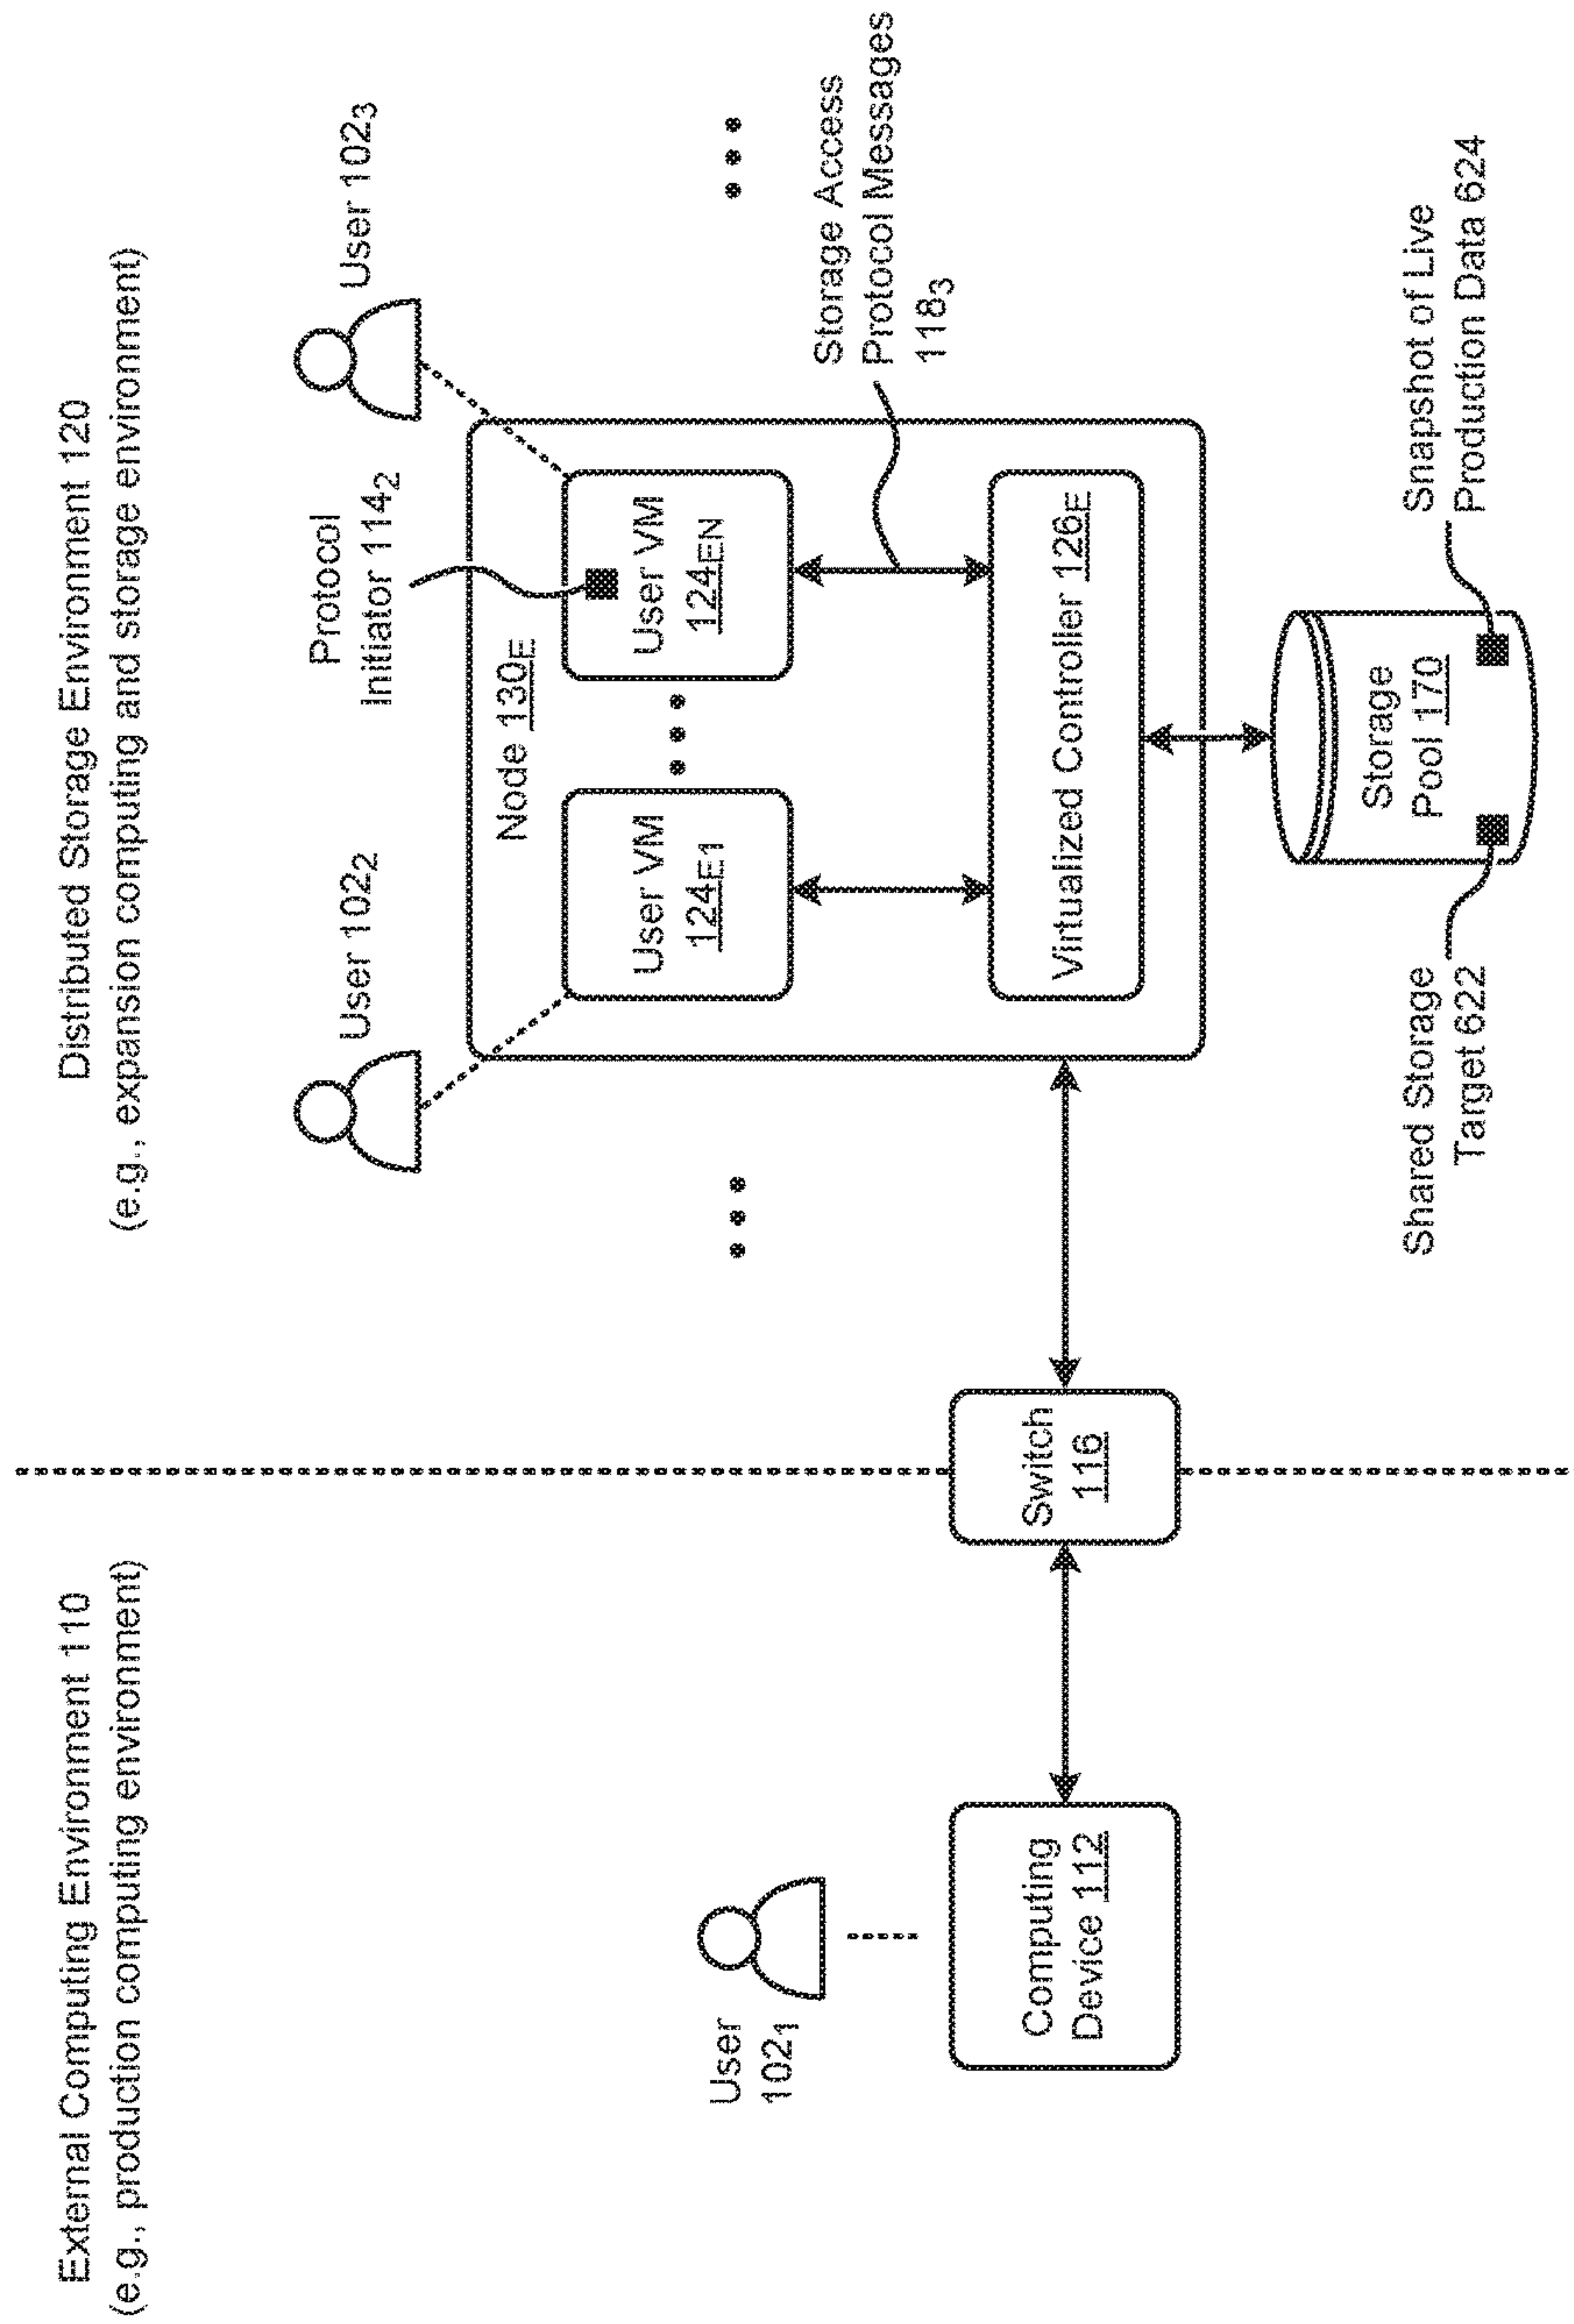 External Computing Environment 110
(e.g., production computing environment)
Distributed Storage Environment 120
(e.g., expansion computing and storage environment)
User 102₂
User 102₃
Protocol
Initiator 114₂
Node 130E
User VM
124E1
User VM
124EN
User
102₁
Storage Access
Protocol Messages
118₃
Computing
Device 112
Switch
116
Virtualized Controller 126E
Storage
Pool 170
Shared Storage
Target 622
Snapshot of Live
Production Data 624